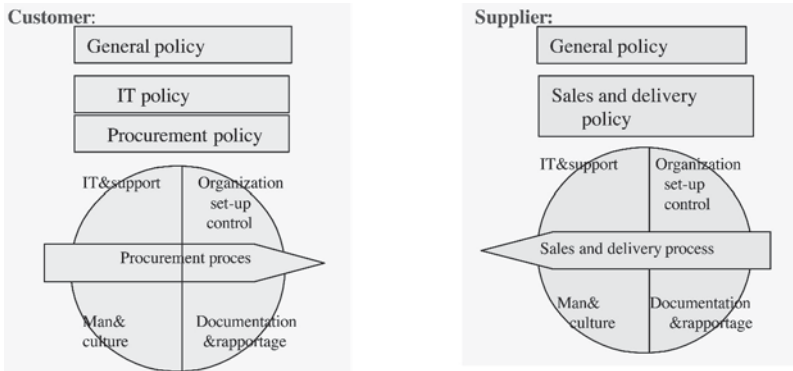 Customer:
General policy
IT policy
Procurement policy
IT&support
Organization
set-up
control
Procurement proces
Man&
culture
Documentation
&rapportage
Supplier:
General policy
Sales and delivery
policy
IT&support
Organization
set-up
control
Sales and delivery process
Man&
culture
Documentation
&rapportage